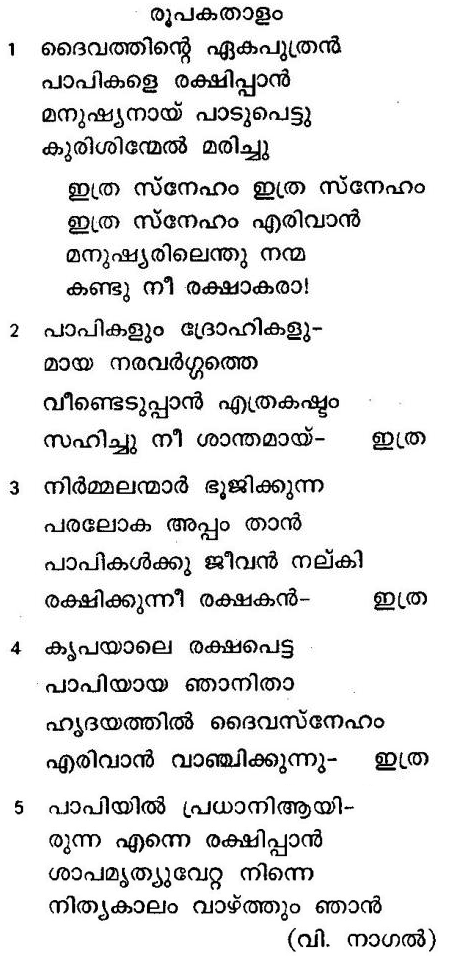 രൂപകതാളം
1 ദൈവത്തിന്റെ ഏകപുത്രൻ
പാപികളെ രക്ഷിപ്പാൻ
മനുഷ്യനായ് പാടുപെട്ടു
കുരിശിന്മേൽ മരിച്ചു
ഇത്ര സ്നേഹം ഇത്ര സ്നേഹം
ഇത്ര സ്നേഹം എരിവാൻ
മനുഷ്യരിലെന്തു നന്മ
കണ്ടു നീ രക്ഷാകരാ!
2 പാപികളും ദ്രോഹികളു-
മായ നരവർഗ്ഗത്തെ
വീണ്ടെടുപ്പാൻ എത്രകഷ്ടം
സഹിച്ചു നീ ശാന്തമായ്- ഇത്ര
3 നിർമ്മലന്മാർ ഭൂജിക്കുന്ന
പരലോക അപ്പം താൻ
പാപികൾക്കു ജീവൻ നല്കി
രക്ഷിക്കുന്നീ രക്ഷകൻ- ഇത്ര
4 കൃപയാലെ രക്ഷപെട്ട
പാപിയായ ഞാനിതാ
ഹൃദയത്തിൽ ദൈവസ്നേഹം
എരിവാൻ വാഞ്ചിക്കുന്നു- ഇത്ര
5 പാപിയിൽ പ്രധാനിആയി-
രുന്ന എന്നെ രക്ഷിപ്പാൻ
ശാപമൃത്യുവേറ്റ നിന്നെ
നിത്യകാലം വാഴ്ത്തും ഞാൻ
(വി. നാഗൽ)